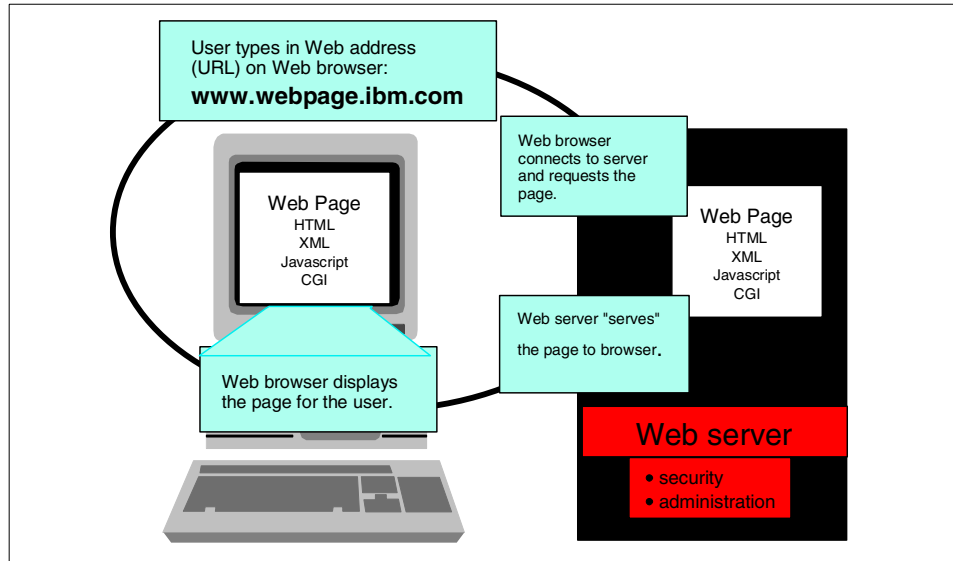 User types in Web address
(URL) on Web browser:
www.webpage.ibm.com
Web browser
connects to server
and requests the
page.
Web Page
HTML
XML
Javascript
CGI
Web Page
HTML
XML
Javascript
CGI
Web server "serves"
the page to browser.
Web browser displays
the page for the user.
Web server
• security
• administration